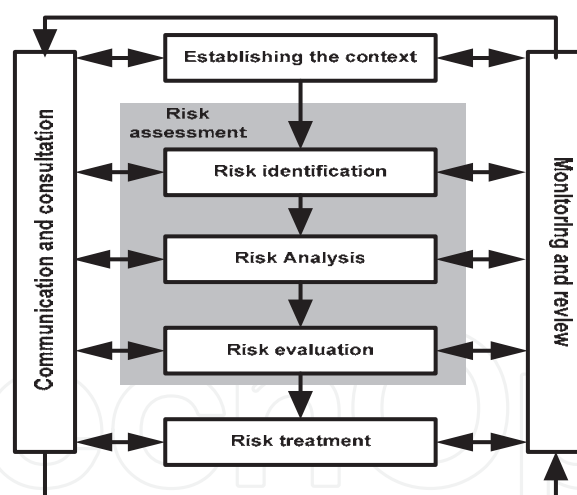 Establishing the context
Risk
assessment
Risk identification
Risk Analysis
Risk evaluation
Risk treatment
Communication and consultation
Monitoring and review